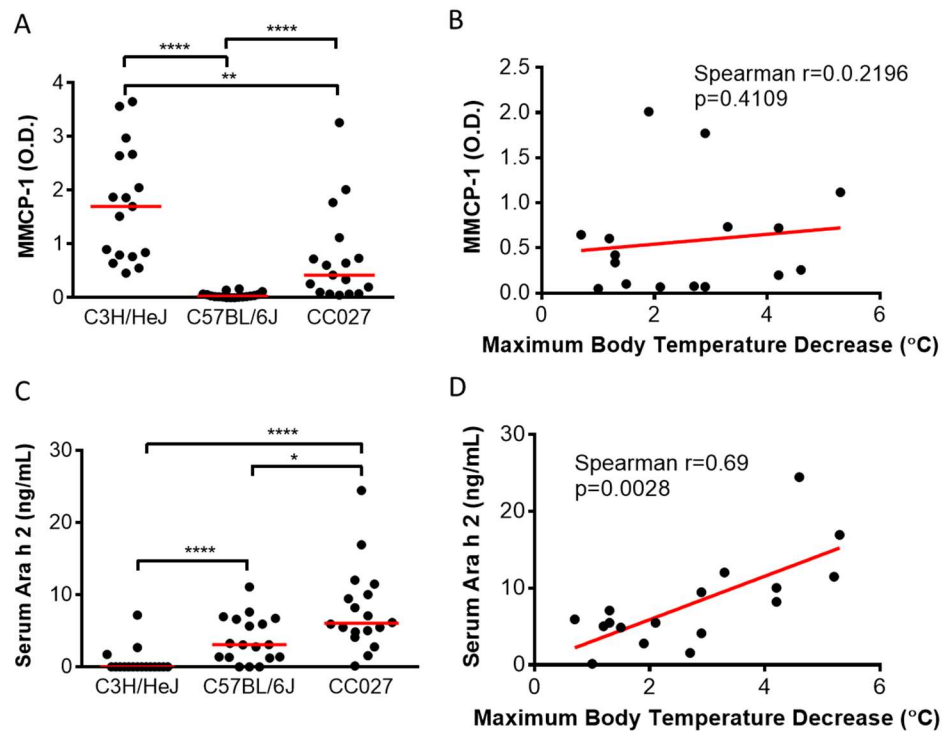 A
****
****
**
MMCP-1 (O.D.)
4
3
2
1
0
C3H/HeJ C57BL/6J CC027
B
Spearman r=0.0.2196
p=0.4109
MMCP-1 (O.D.)
2.5
2.0
1.5
1.0
0.5
0.0
0 2 4 6
Maximum Body Temperature Decrease (°C)
C
****
*
****
Serum Ara h 2 (ng/mL)
30
20
10
0
C3H/HeJ C57BL/6J CC027
D
Spearman r=0.69
p=0.0028
Serum Ara h 2 (ng/mL)
30
20
10
0
0 2 4 6
Maximum Body Temperature Decrease (°C)